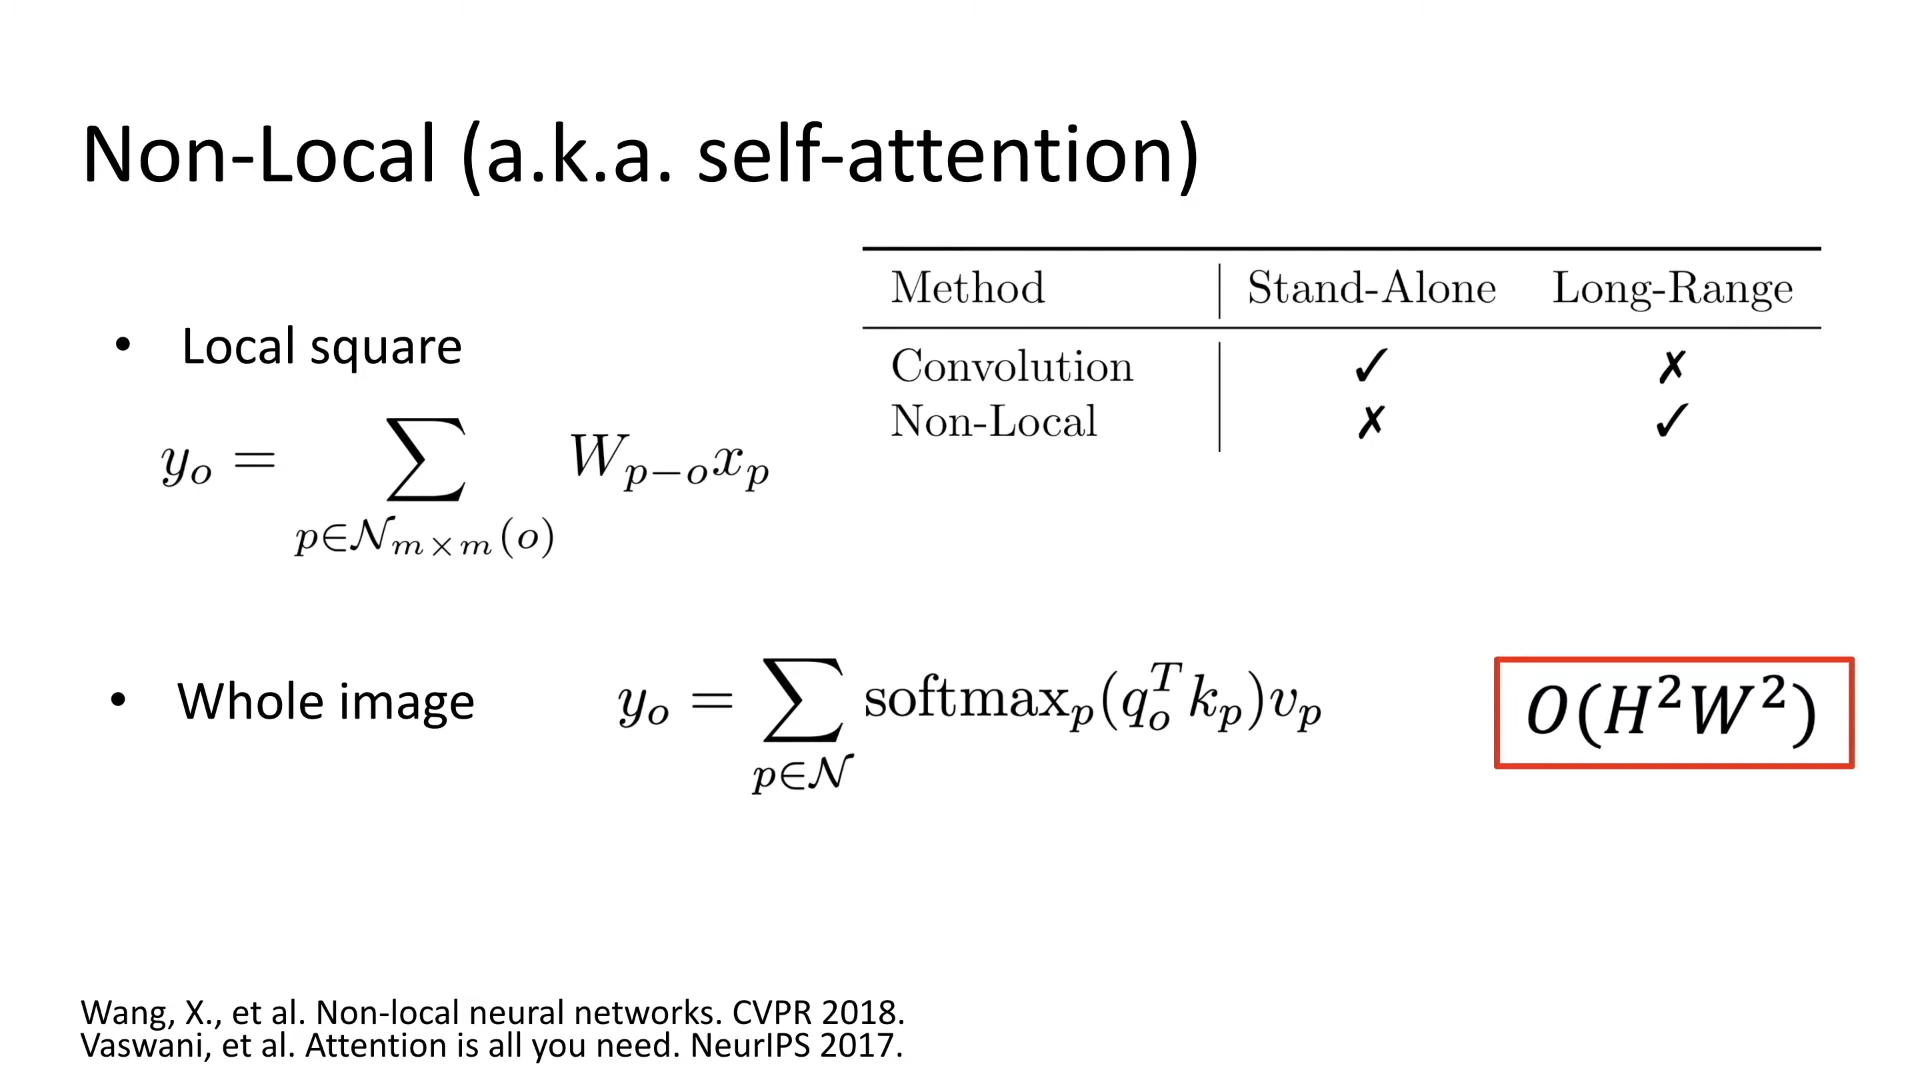 Non-Local (a.k.a. self-attention)
Method Stand-Alone Long-Range
Convolution ✓ ✗
Non-Local ✗ ✓
• Local square
y_o = ∑_{p∈𝒩_{m×m}(o)} W_{p−o}x_p
• Whole image
y_o = ∑_{p∈𝒩} softmax_p(q_o^T k_p)v_p
O(H²W²)
Wang, X., et al. Non-local neural networks. CVPR 2018.
Vaswani, et al. Attention is all you need. NeurIPS 2017.